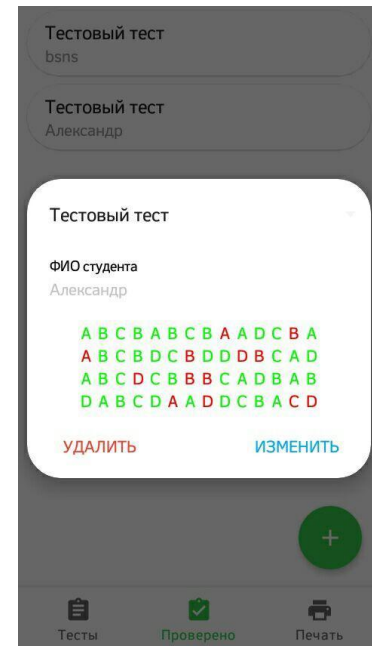 Тестовый тест
bsns
Тестовый тест
Александр
Тестовый тест
ФИО студента
Александр
A B C B A B C B A A D C B A
A B C B D C B D D D B C A D
A B C D C B B B C A D B A B
D A B C D A A D D C B A C D
УДАЛИТЬ ИЗМЕНИТЬ
+
Тесты Проверено Печать